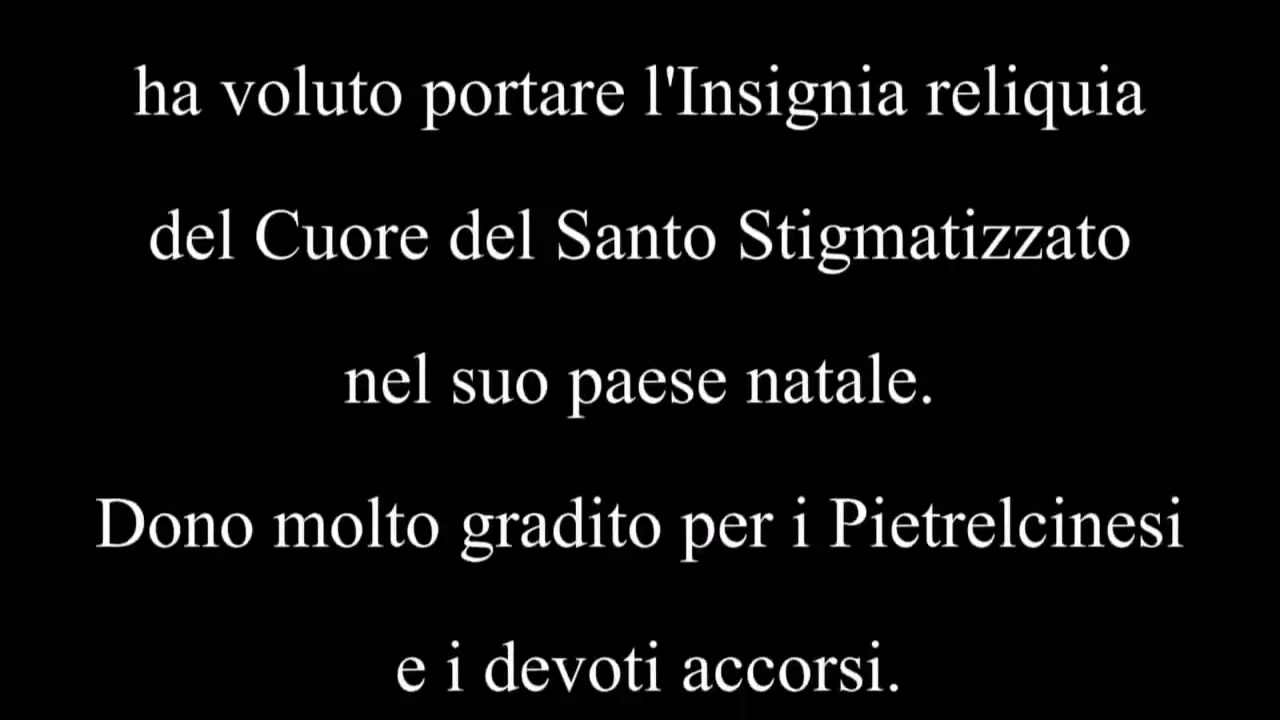 ha voluto portare l'Insignia reliquia
del Cuore del Santo Stigmatizzato
nel suo paese natale.
Dono molto gradito per i Pietrelcinesi
e i devoti accorsi.